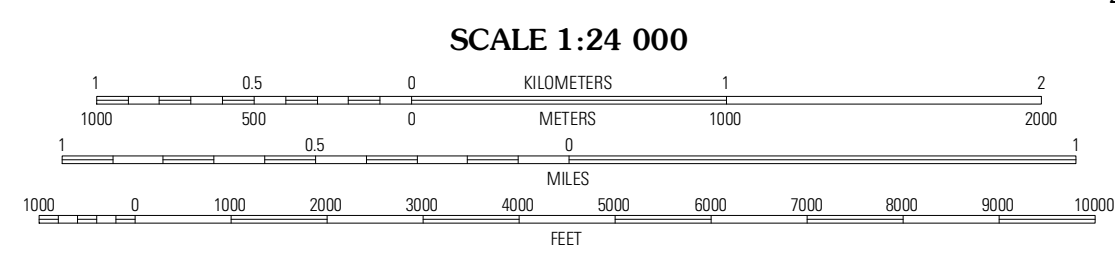 SCALE 1:24 000
1 0.5 0 KILOMETERS 1 2
1000 500 0 METERS 1000 2000
1 0.5 0 1
MILES
1000 0 1000 2000 3000 4000 5000 6000 7000 8000 9000 10000
FEET